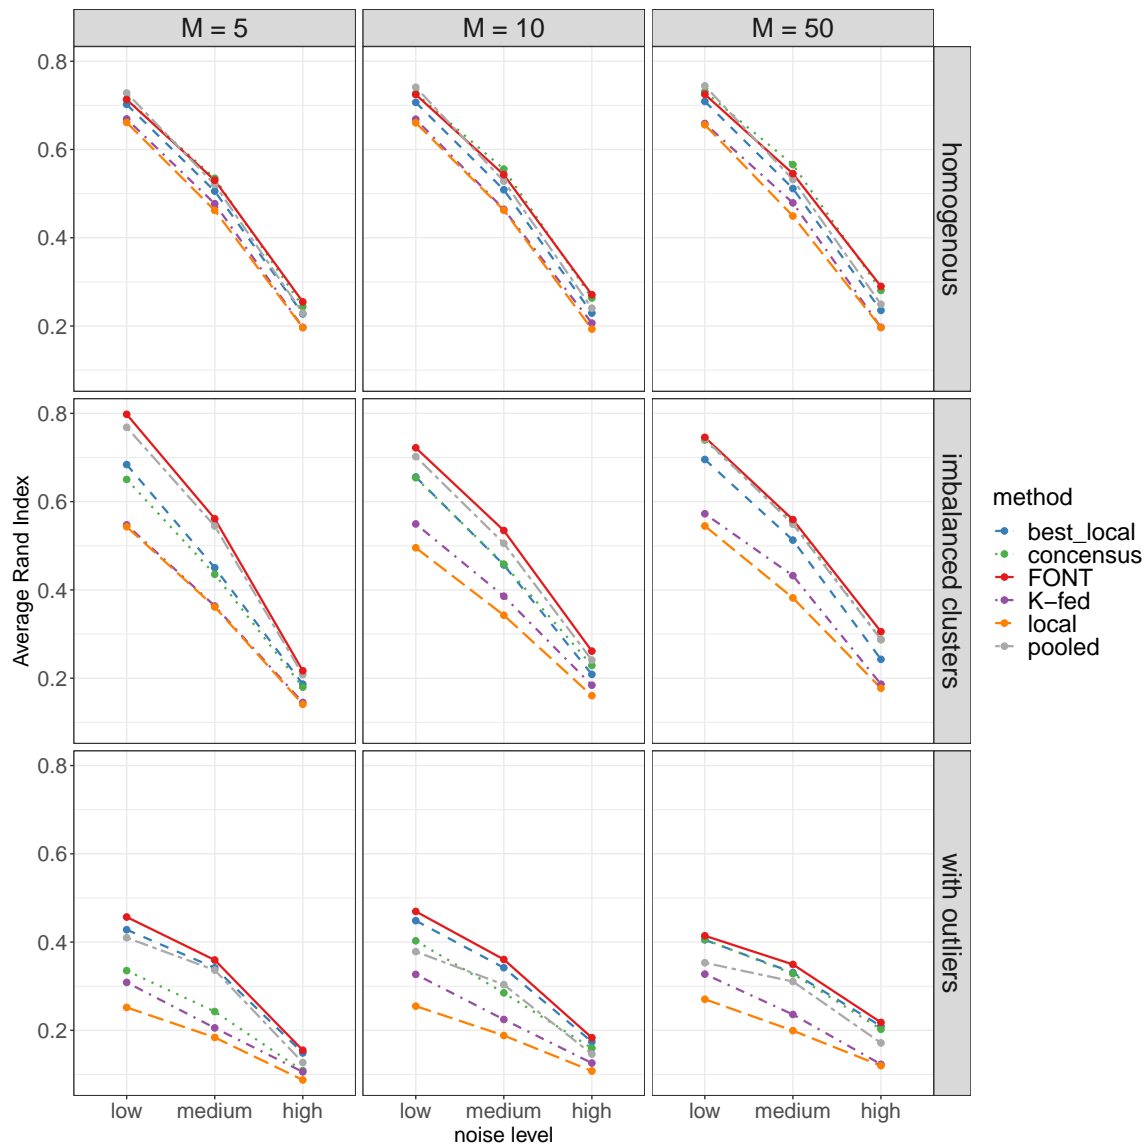 M = 5
M = 10
M = 50
0.8
0.6
0.4
0.2
homogenous
0.8
0.6
0.4
0.2
imbalanced clusters
0.8
0.6
0.4
0.2
with outliers
Average Rand Index
low medium high
low medium high
low medium high
noise level
method
best_local
concensus
FONT
K−fed
local
pooled